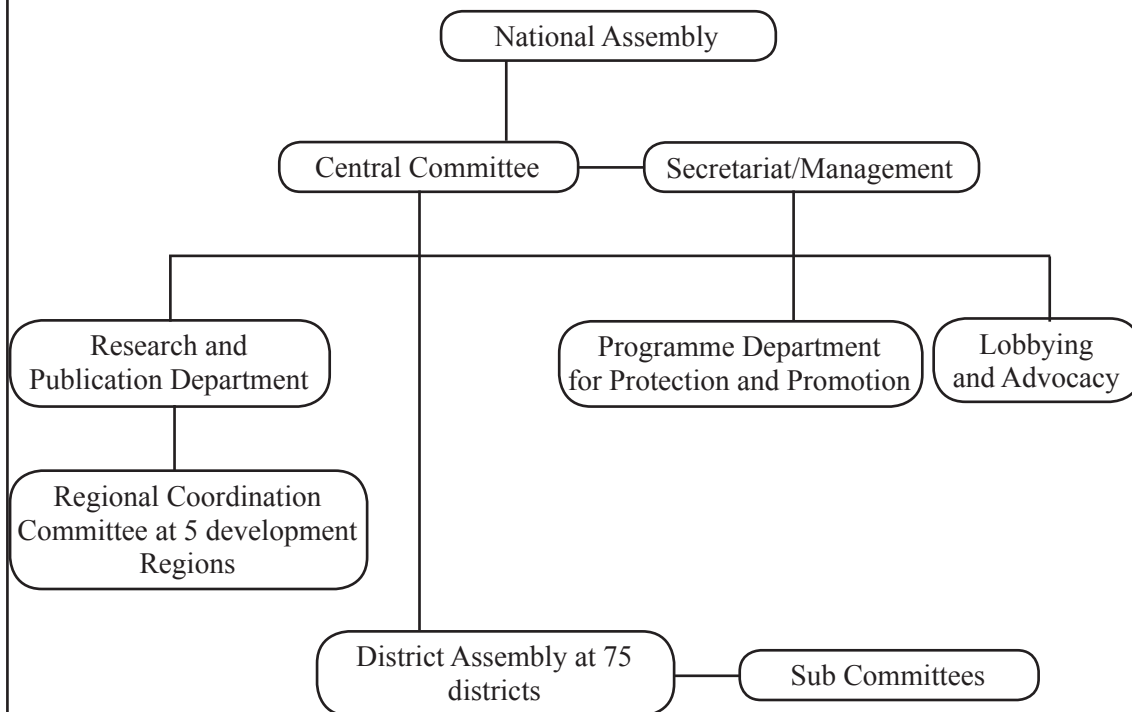 National Assembly
Central Committee
Secretariat/Management
Research and
Publication Department
Programme Department
for Protection and Promotion
Lobbying
and Advocacy
Regional Coordination
Committee at 5 development
Regions
District Assembly at 75
districts
Sub Committees